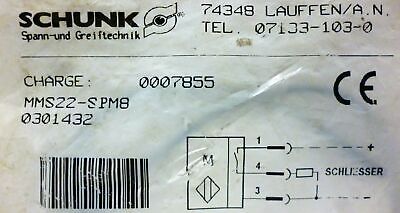 SCHUNK
Spann-und Greiftechnik
74348 LAUFFEN/A.N.
TEL. 07133-103-0
CHARGE: 0007855
CE
MMS22-SPM8
0301432
M
1 +
4 SCHLIESSER
3 -